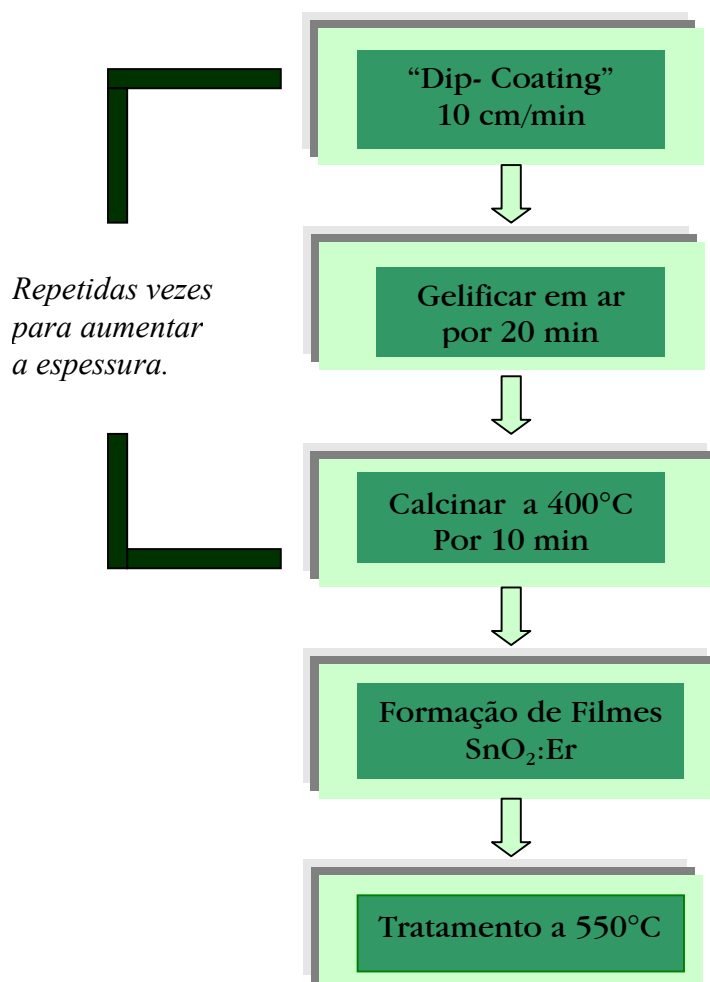 “Dip- Coating”
10 cm/min
Gelificar em ar
por 20 min
Repetidas vezes
para aumentar
a espessura.
Calcinar a 400°C
Por 10 min
Formação de Filmes
SnO₂:Er
Tratamento a 550°C